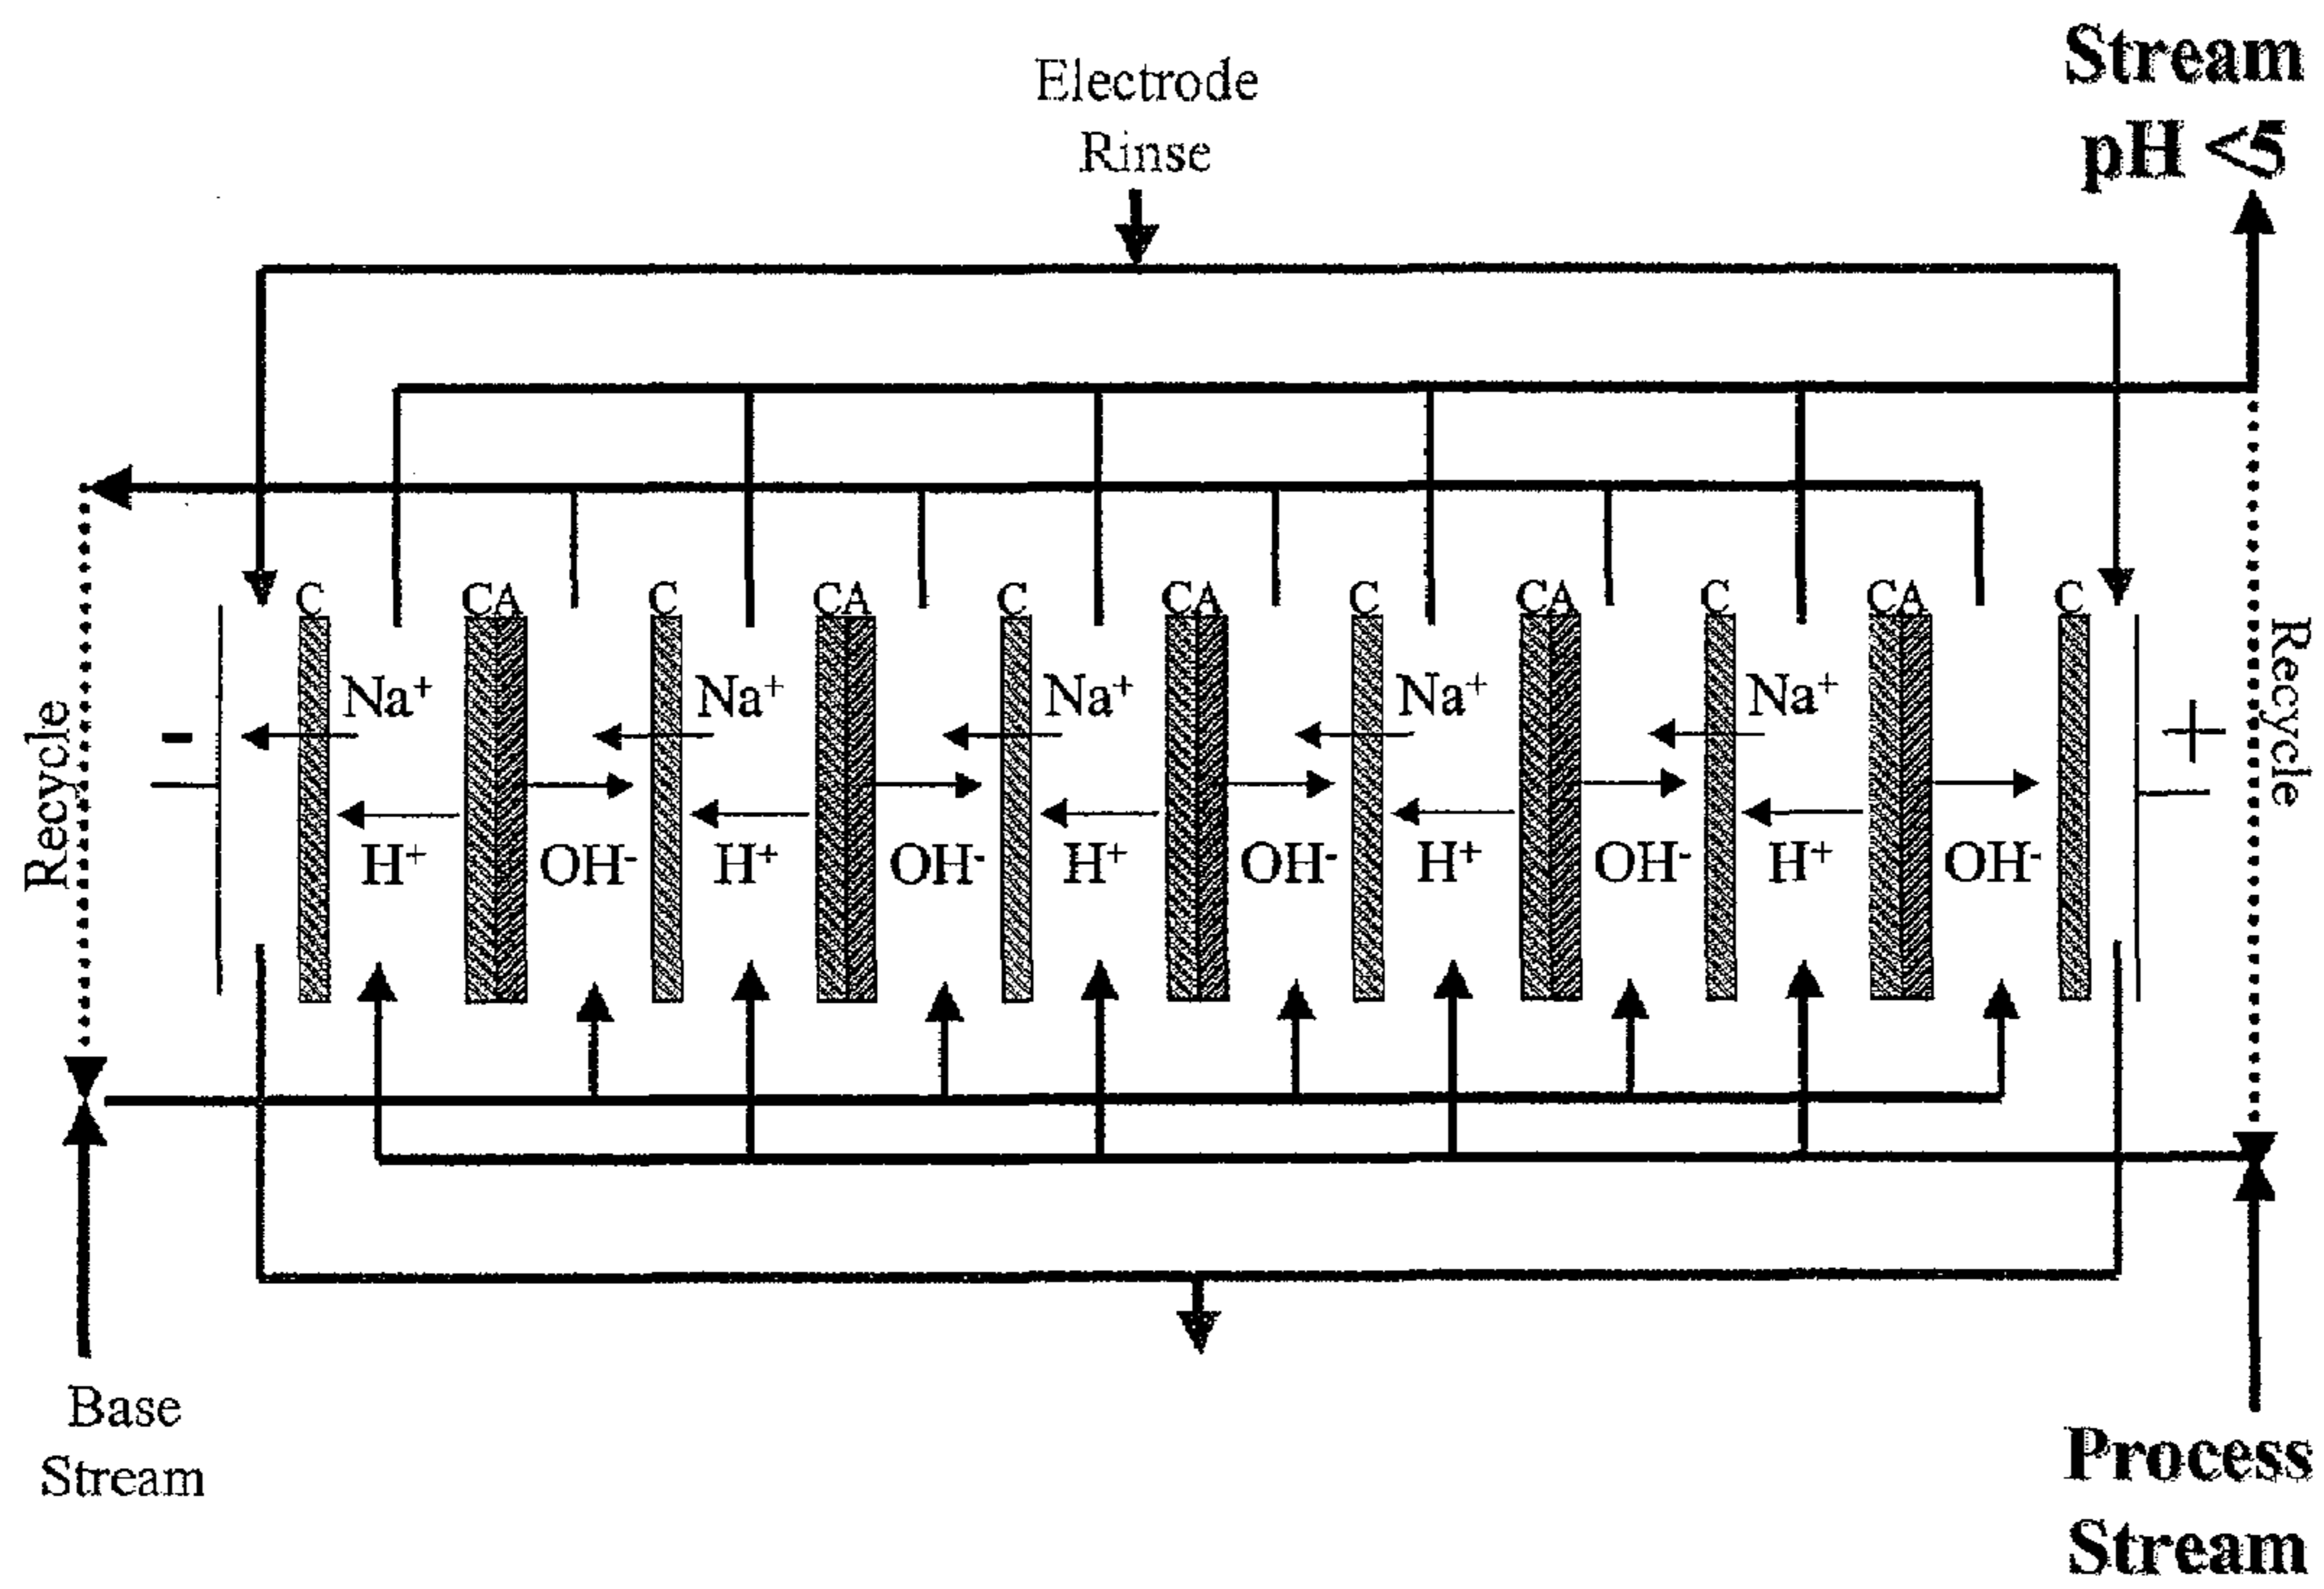 Stream
pH <5
Electrode
Rinse
C CA C CA C CA C CA C CA C
Na⁺ Na⁺ Na⁺ Na⁺ Na⁺
- +
Recycle
Recycle
H⁺ OH⁻ H⁺ OH⁻ H⁺ OH⁻ H⁺ OH⁻ H⁺ OH⁻
Base
Stream
Process
Stream